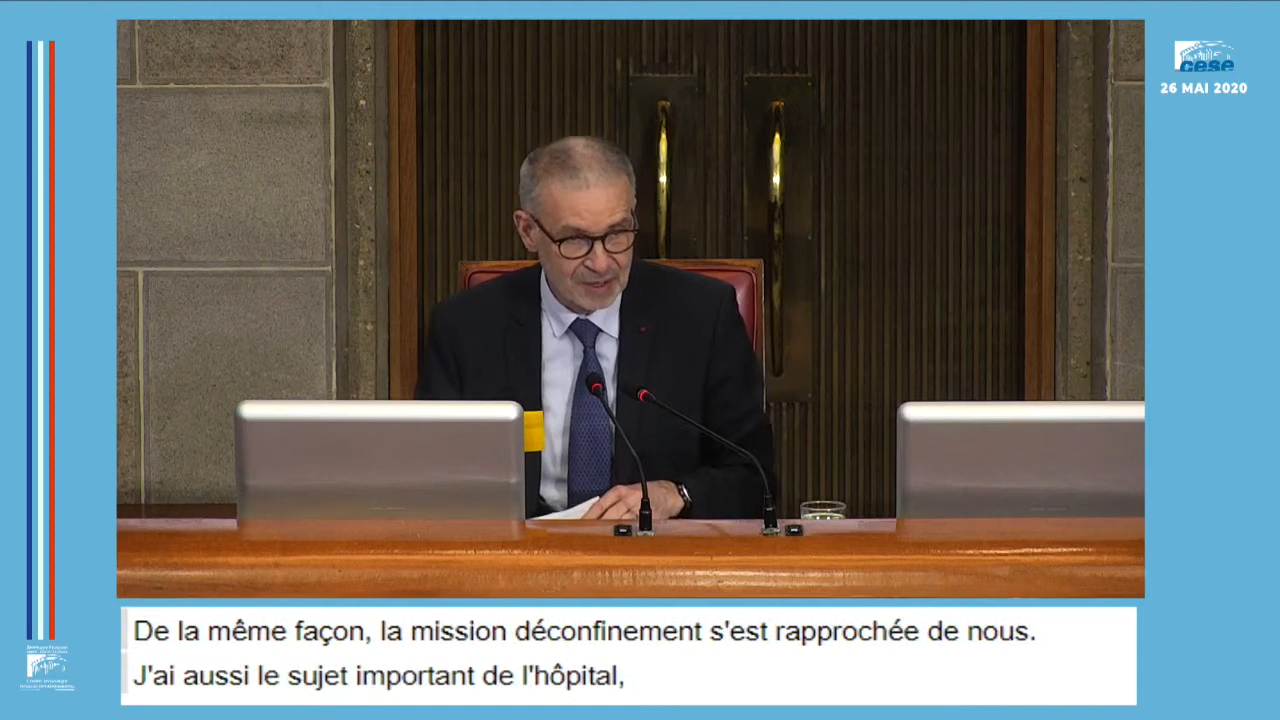 cese
26 MAI 2020
De la même façon, la mission déconfinement s'est rapprochée de nous.
J'ai aussi le sujet important de l'hôpital,